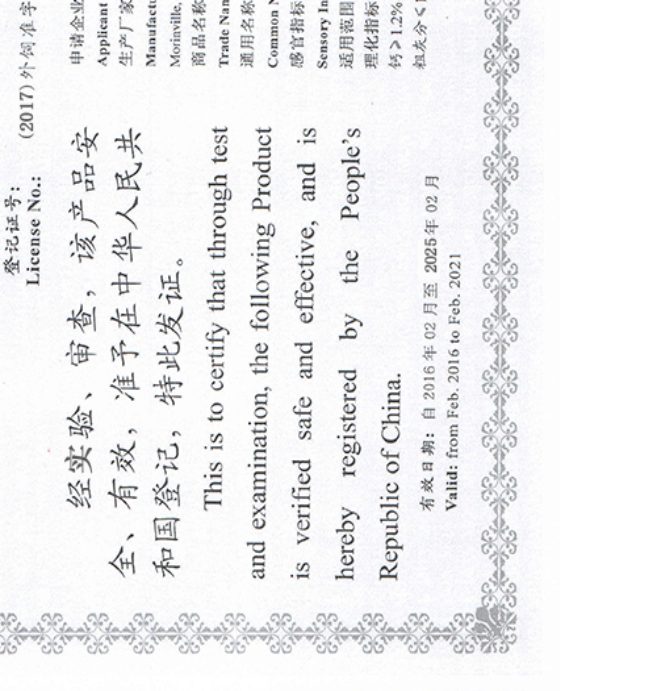 登记证号：
License No.:
(2017) 外饲准字
经实验、审查，该产品安
全、有效，准予在中华人民共
和国登记，特此发证。
This is to certify that through test
and examination, the following Product
is verified safe and effective, and is
hereby registered by the People's
Republic of China.
有效日期：自 2016 年 02 月至 2025 年 02 月
Valid: from Feb. 2016 to Feb. 2021
申请企业
Applicant
生产厂家
Manufactu
Morinville,
商品名称
Trade Nan
通用名称
Common N
感官指标
Sensory In
适用范围
理化指标
钙≥1.2%
粗灰分<1